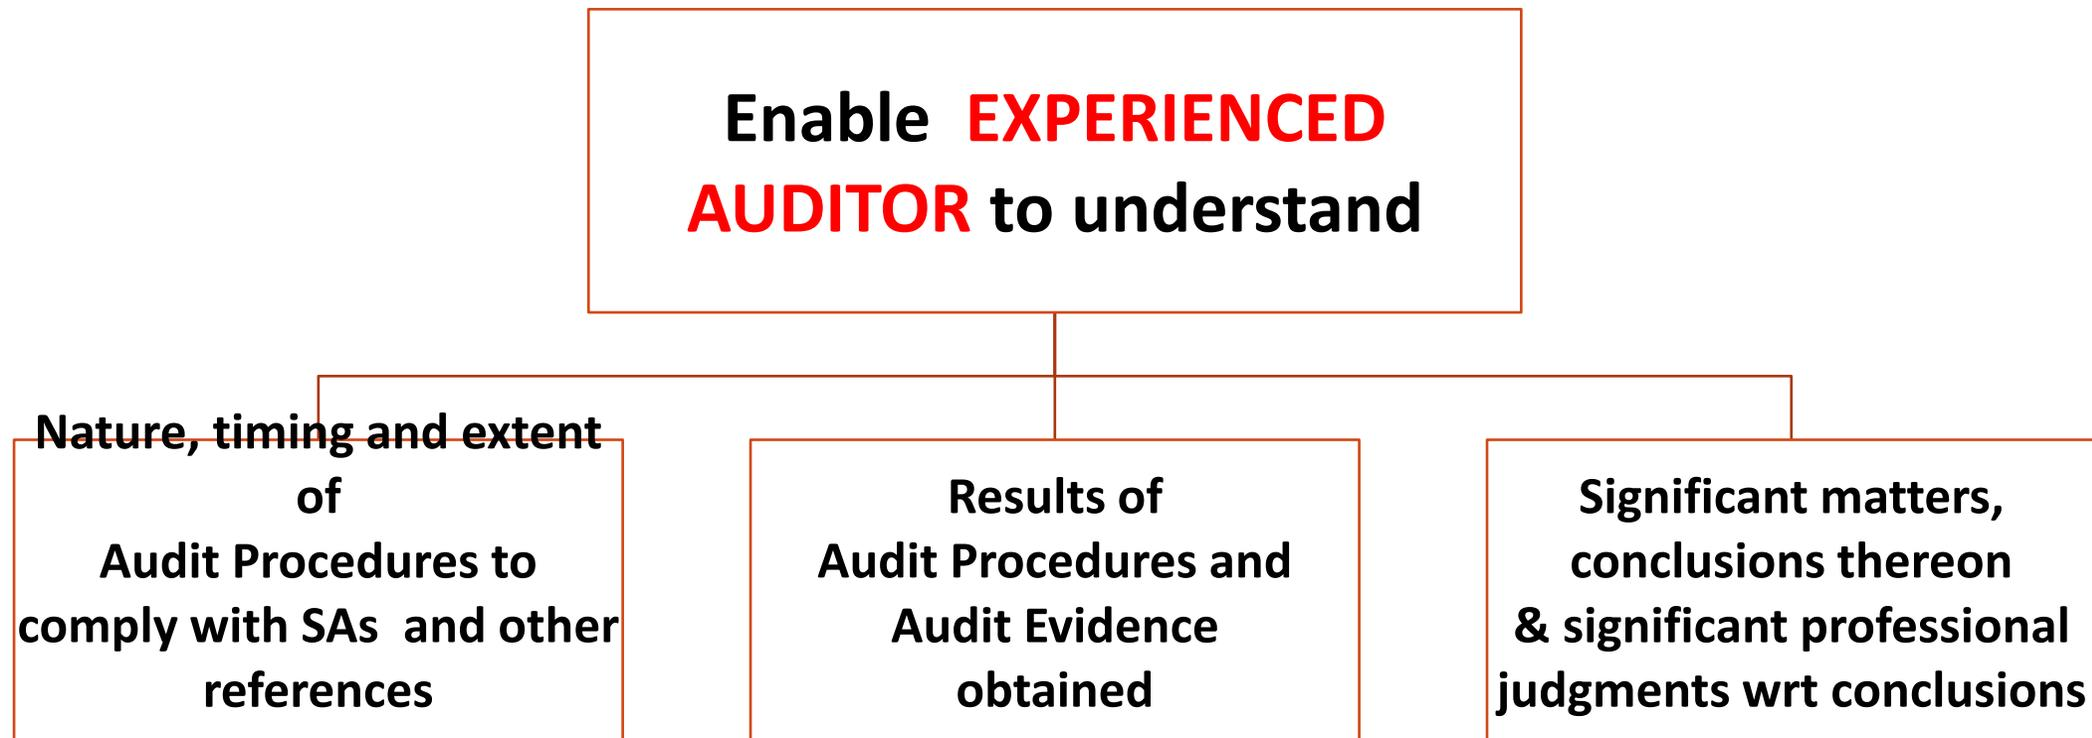 Enable EXPERIENCED
AUDITOR to understand
Nature, timing and extent
of
Audit Procedures to
comply with SAs and other
references
Results of
Audit Procedures and
Audit Evidence
obtained
Significant matters,
conclusions thereon
& significant professional
judgments wrt conclusions